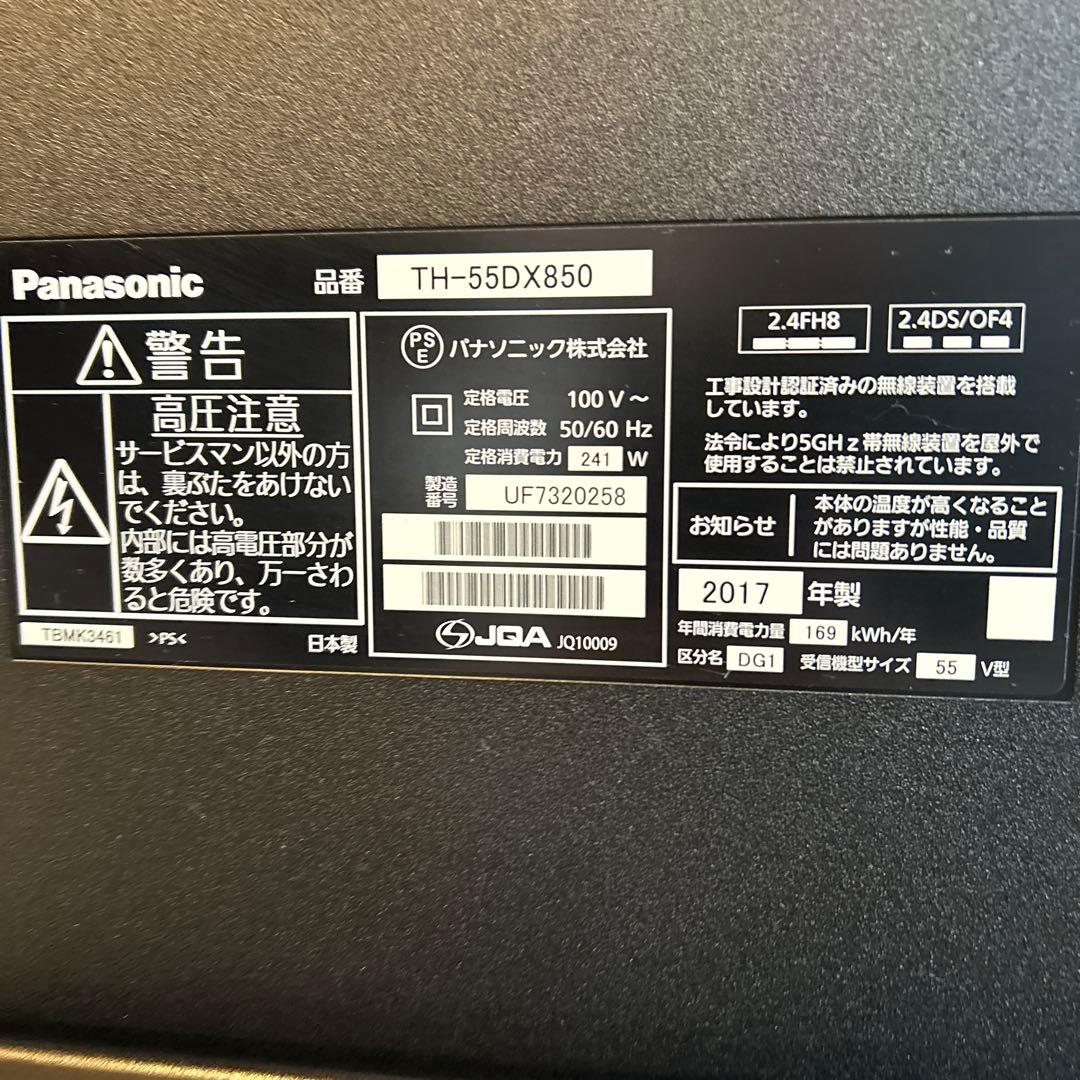 Panasonic
品番 TH-55DX850
警告
高圧注意
サービスマン以外の方
は、裏ぶたをあけない
でください。
内部には高電圧部分が
数多くあり、万一さわ
ると危険です。
TBMK3461 >PS<
日本製
PSE パナソニック株式会社
定格電圧 100 V～
定格周波数 50/60 Hz
定格消費電力 241 W
製造
番号 UF7320258
JQA JQ10009
2.4FH8
2.4DS/OF4
工事設計認証済みの無線装置を搭載
しています。
法令により5GHz帯無線装置を屋外で
使用することは禁止されています。
お知らせ
本体の温度が高くなること
がありますが性能・品質
には問題ありません。
2017 年製
年間消費電力量 169 kWh/年
区分名 DG1 受信機型サイズ 55 V型